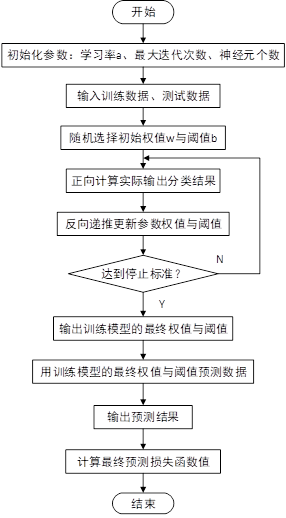 开始
初始化参数：学习率a、最大迭代次数、神经元个数
输入训练数据、测试数据
随机选择初始权值w与阈值b
正向计算实际输出分类结果
反向递推更新参数权值与阈值
达到停止标准？
N
Y
输出训练模型的最终权值与阈值
用训练模型的最终权值与阈值预测数据
输出预测结果
计算最终预测损失函数值
结束